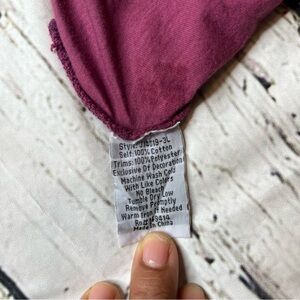 Self: 100% Cotton
Trims: 100% Polyester
Exclusive Of Decoration
Machine Wash Cold
With Like Colors
No Bleach
Tumble Dry Low
Remove Promptly
Warm Iron If Needed
Made In China